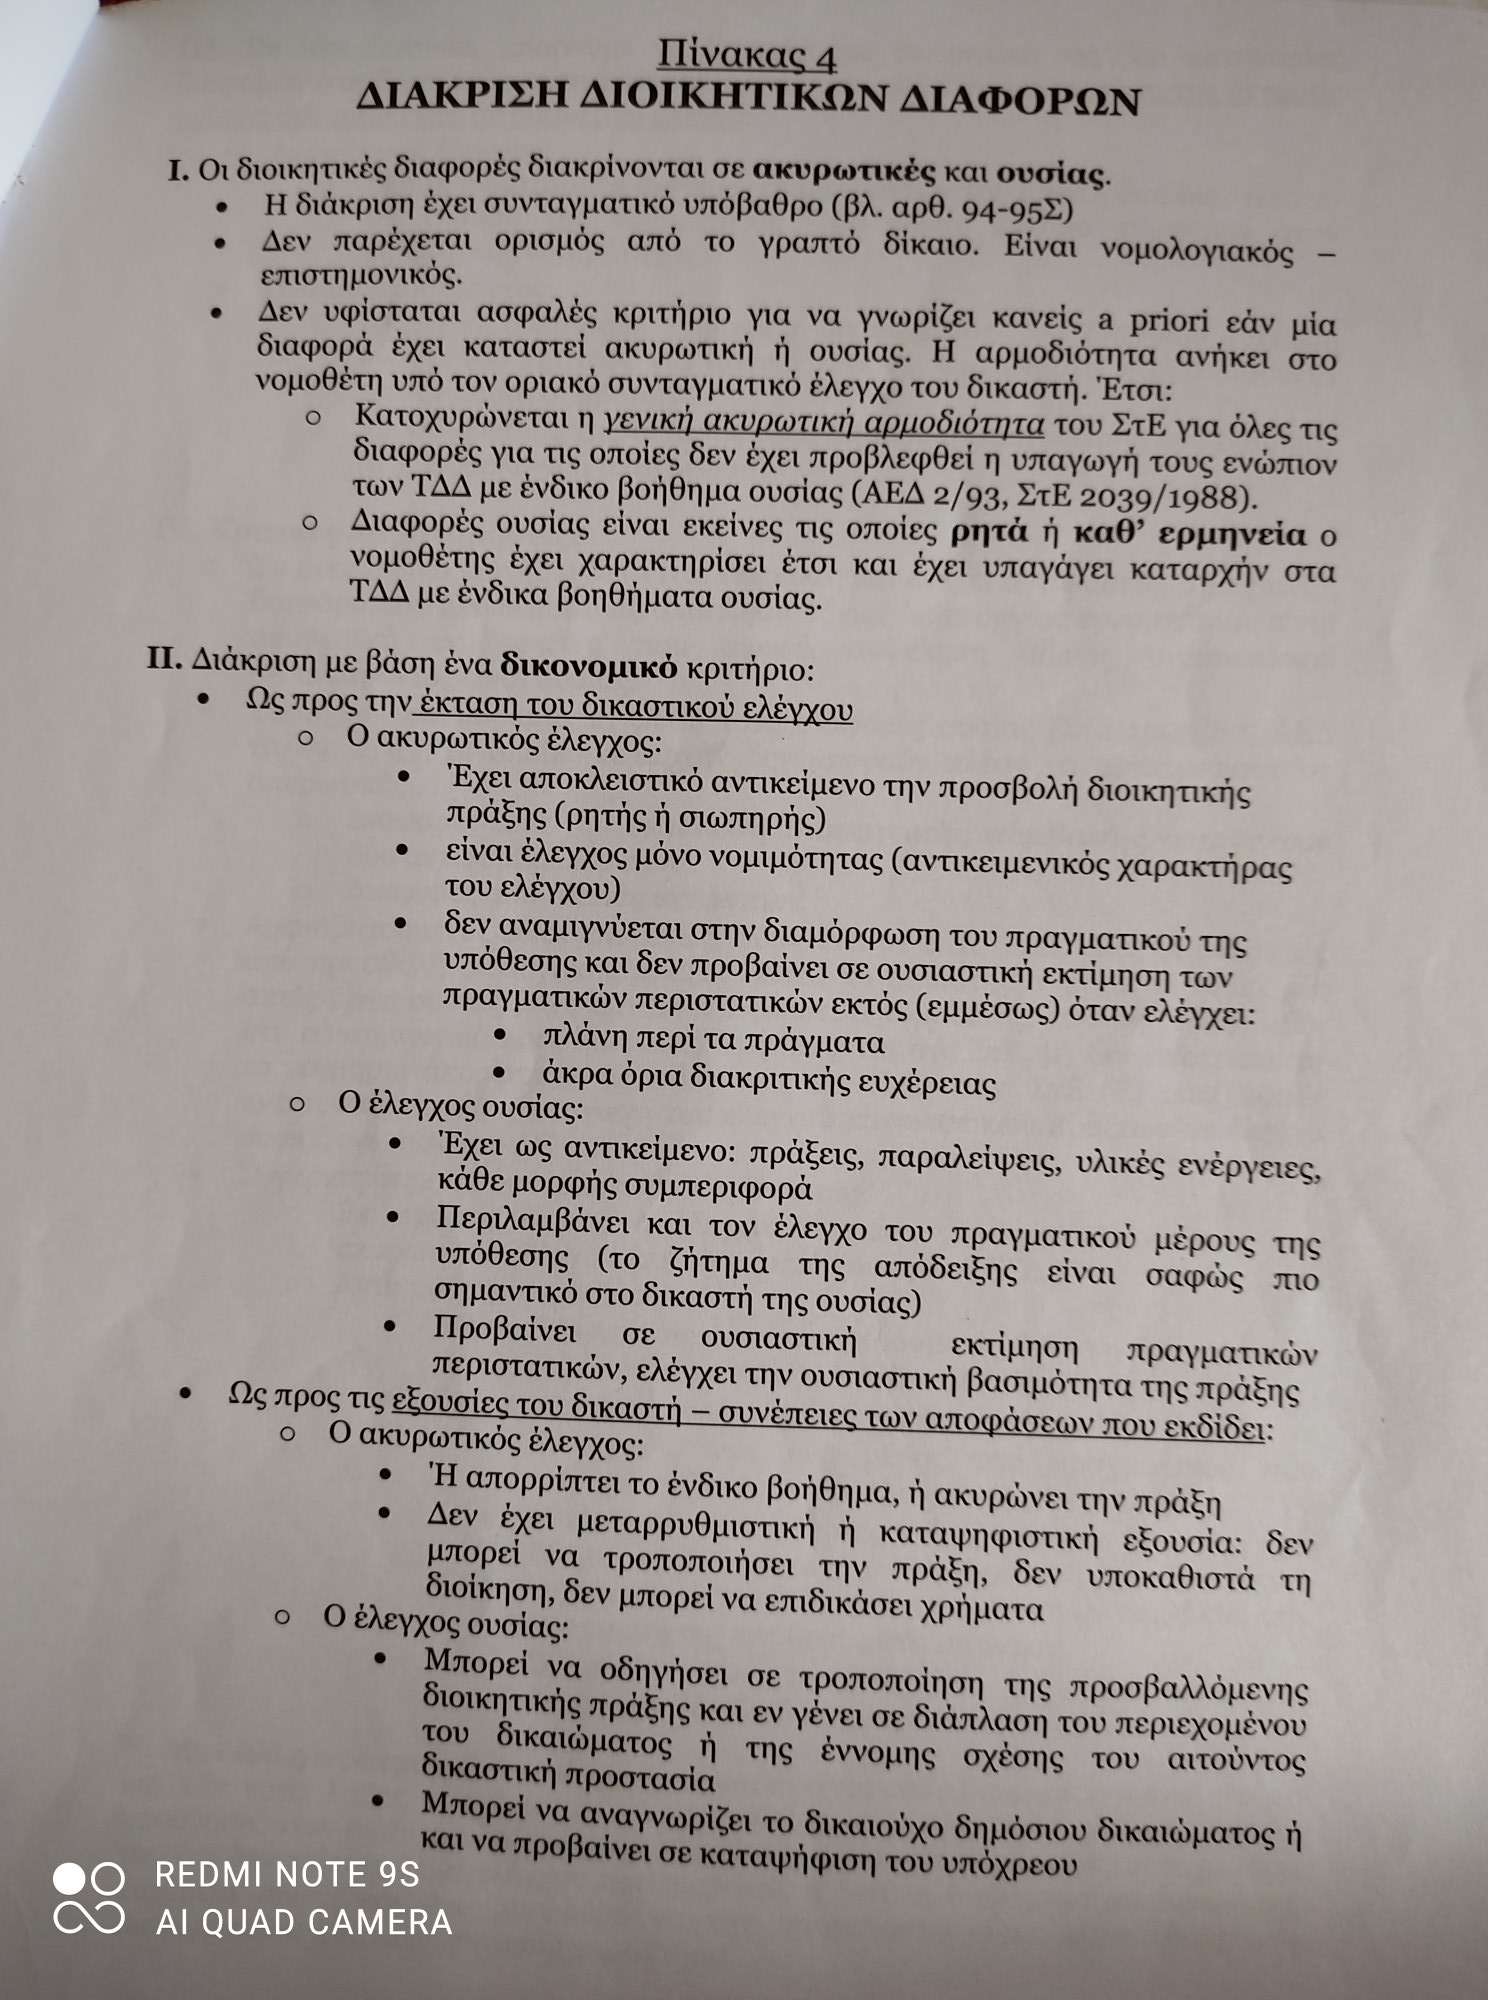 Πίνακας 4
ΔΙΑΚΡΙΣΗ ΔΙΟΙΚΗΤΙΚΩΝ ΔΙΑΦΟΡΩΝ
I. Οι διοικητικές διαφορές διακρίνονται σε ακυρωτικές και ουσίας.
• Η διάκριση έχει συνταγματικό υπόβαθρο (βλ. αρθ. 94-95Σ)
• Δεν παρέχεται ορισμός από το γραπτό δίκαιο. Είναι νομολογιακός –
επιστημονικός.
• Δεν υφίσταται ασφαλές κριτήριο για να γνωρίζει κανείς a priori εάν μία
διαφορά έχει καταστεί ακυρωτική ή ουσίας. Η αρμοδιότητα ανήκει στο
νομοθέτη υπό τον οριακό συνταγματικό έλεγχο του δικαστή. Έτσι:
o Κατοχυρώνεται η γενική ακυρωτική αρμοδιότητα του ΣτΕ για όλες τις
διαφορές για τις οποίες δεν έχει προβλεφθεί η υπαγωγή τους ενώπιον
των ΤΔΔ με ένδικο βοήθημα ουσίας (ΑΕΔ 2/93, ΣτΕ 2039/1988).
o Διαφορές ουσίας είναι εκείνες τις οποίες ρητά ή καθ’ ερμηνεία ο
νομοθέτης έχει χαρακτηρίσει έτσι και έχει υπαγάγει καταρχήν στα
ΤΔΔ με ένδικα βοηθήματα ουσίας.
II. Διάκριση με βάση ένα δικονομικό κριτήριο:
• Ως προς την έκταση του δικαστικού ελέγχου
o Ο ακυρωτικός έλεγχος:
• Έχει αποκλειστικό αντικείμενο την προσβολή διοικητικής
πράξης (ρητής ή σιωπηρής)
• είναι έλεγχος μόνο νομιμότητας (αντικειμενικός χαρακτήρας
του ελέγχου)
• δεν αναμιγνύεται στην διαμόρφωση του πραγματικού της
υπόθεσης και δεν προβαίνει σε ουσιαστική εκτίμηση των
πραγματικών περιστατικών εκτός (εμμέσως) όταν ελέγχει:
• πλάνη περί τα πράγματα
• άκρα όρια διακριτικής ευχέρειας
o Ο έλεγχος ουσίας:
• Έχει ως αντικείμενο: πράξεις, παραλείψεις, υλικές ενέργειες,
κάθε μορφής συμπεριφορά
• Περιλαμβάνει και τον έλεγχο του πραγματικού μέρους της
υπόθεσης (το ζήτημα της απόδειξης είναι σαφώς πιο
σημαντικό στο δικαστή της ουσίας)
• Προβαίνει σε ουσιαστική εκτίμηση πραγματικών
περιστατικών, ελέγχει την ουσιαστική βασιμότητα της πράξης
• Ως προς τις εξουσίες του δικαστή – συνέπειες των αποφάσεων που εκδίδει:
o Ο ακυρωτικός έλεγχος:
• Ή απορρίπτει το ένδικο βοήθημα, ή ακυρώνει την πράξη
• Δεν έχει μεταρρυθμιστική ή καταψηφιστική εξουσία: δεν
μπορεί να τροποποιήσει την πράξη, δεν υποκαθιστά τη
διοίκηση, δεν μπορεί να επιδικάσει χρήματα
o Ο έλεγχος ουσίας:
• Μπορεί να οδηγήσει σε τροποποίηση της προσβαλλόμενης
διοικητικής πράξης και εν γένει σε διάπλαση του περιεχομένου
του δικαιώματος ή της έννομης σχέσης του αιτούντος
δικαστική προστασία
• Μπορεί να αναγνωρίζει το δικαιούχο δημόσιου δικαιώματος ή
και να προβαίνει σε καταψήφιση του υπόχρεου
REDMI NOTE 9S
AI QUAD CAMERA